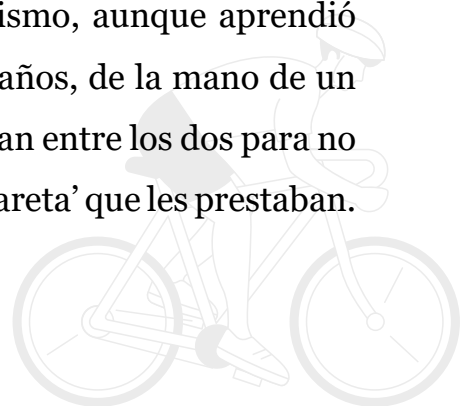 ismo, aunque aprendió
años, de la mano de un
an entre los dos para no
areta’ que les prestaban.